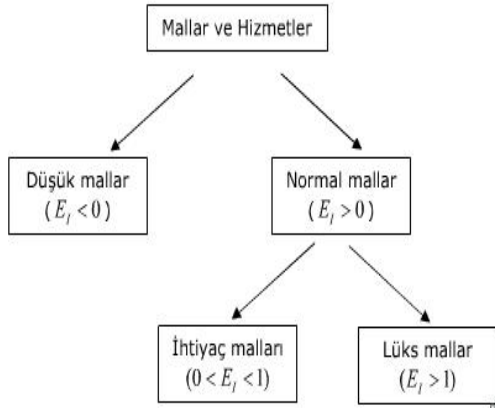 Mallar ve Hizmetler
Düşük mallar
( E_I < 0 )
Normal mallar
( E_I > 0 )
İhtiyaç malları
(0 < E_I < 1)
Lüks mallar
(E_I > 1)